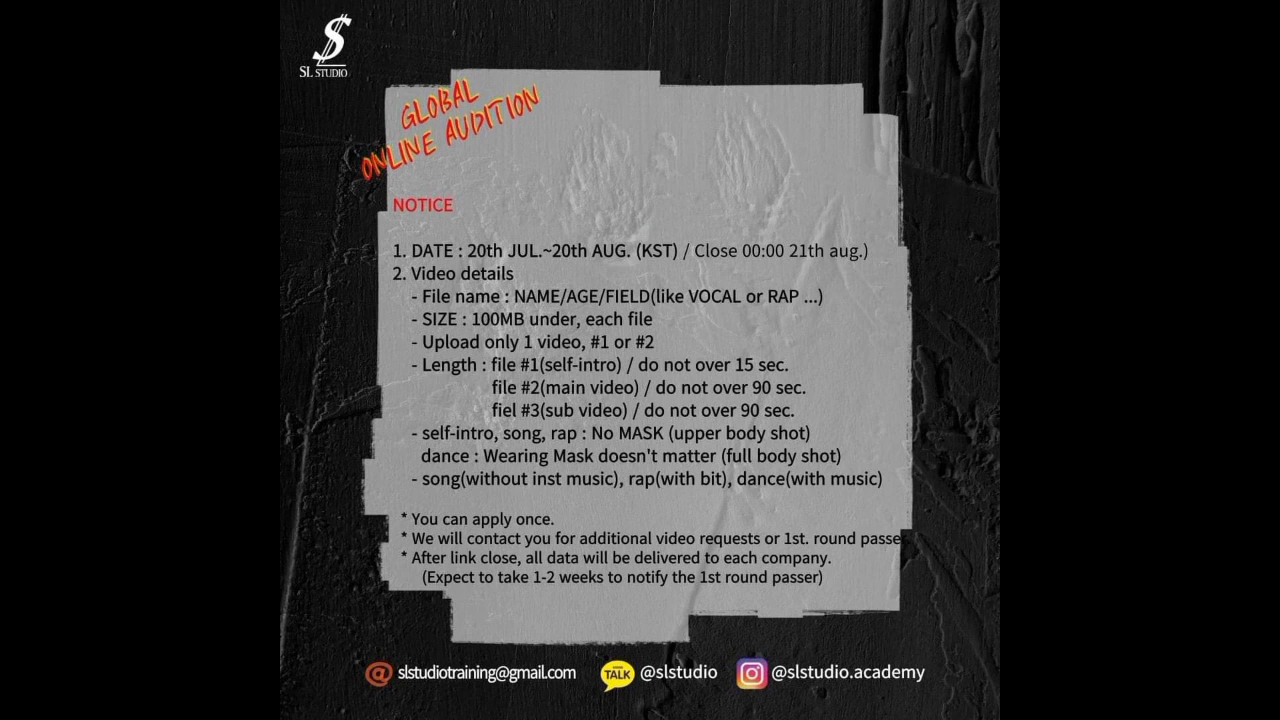 SL STUDIO
GLOBAL
ONLINE AUDITION
NOTICE
1. DATE : 20th JUL.~20th AUG. (KST) / Close 00:00 21th aug.)
2. Video details
- File name : NAME/AGE/FIELD(like VOCAL or RAP ...)
- SIZE : 100MB under, each file
- Upload only 1 video, #1 or #2
- Length : file #1(self-intro) / do not over 15 sec.
file #2(main video) / do not over 90 sec.
fiel #3(sub video) / do not over 90 sec.
- self-intro, song, rap : No MASK (upper body shot)
dance : Wearing Mask doesn't matter (full body shot)
- song(without inst music), rap(with bit), dance(with music)
* You can apply once.
* We will contact you for additional video requests or 1st. round passe
* After link close, all data will be delivered to each company.
(Expect to take 1-2 weeks to notify the 1st round passer)
@ slstudiotraining@gmail.com TALK @slstudio @slstudio.academy